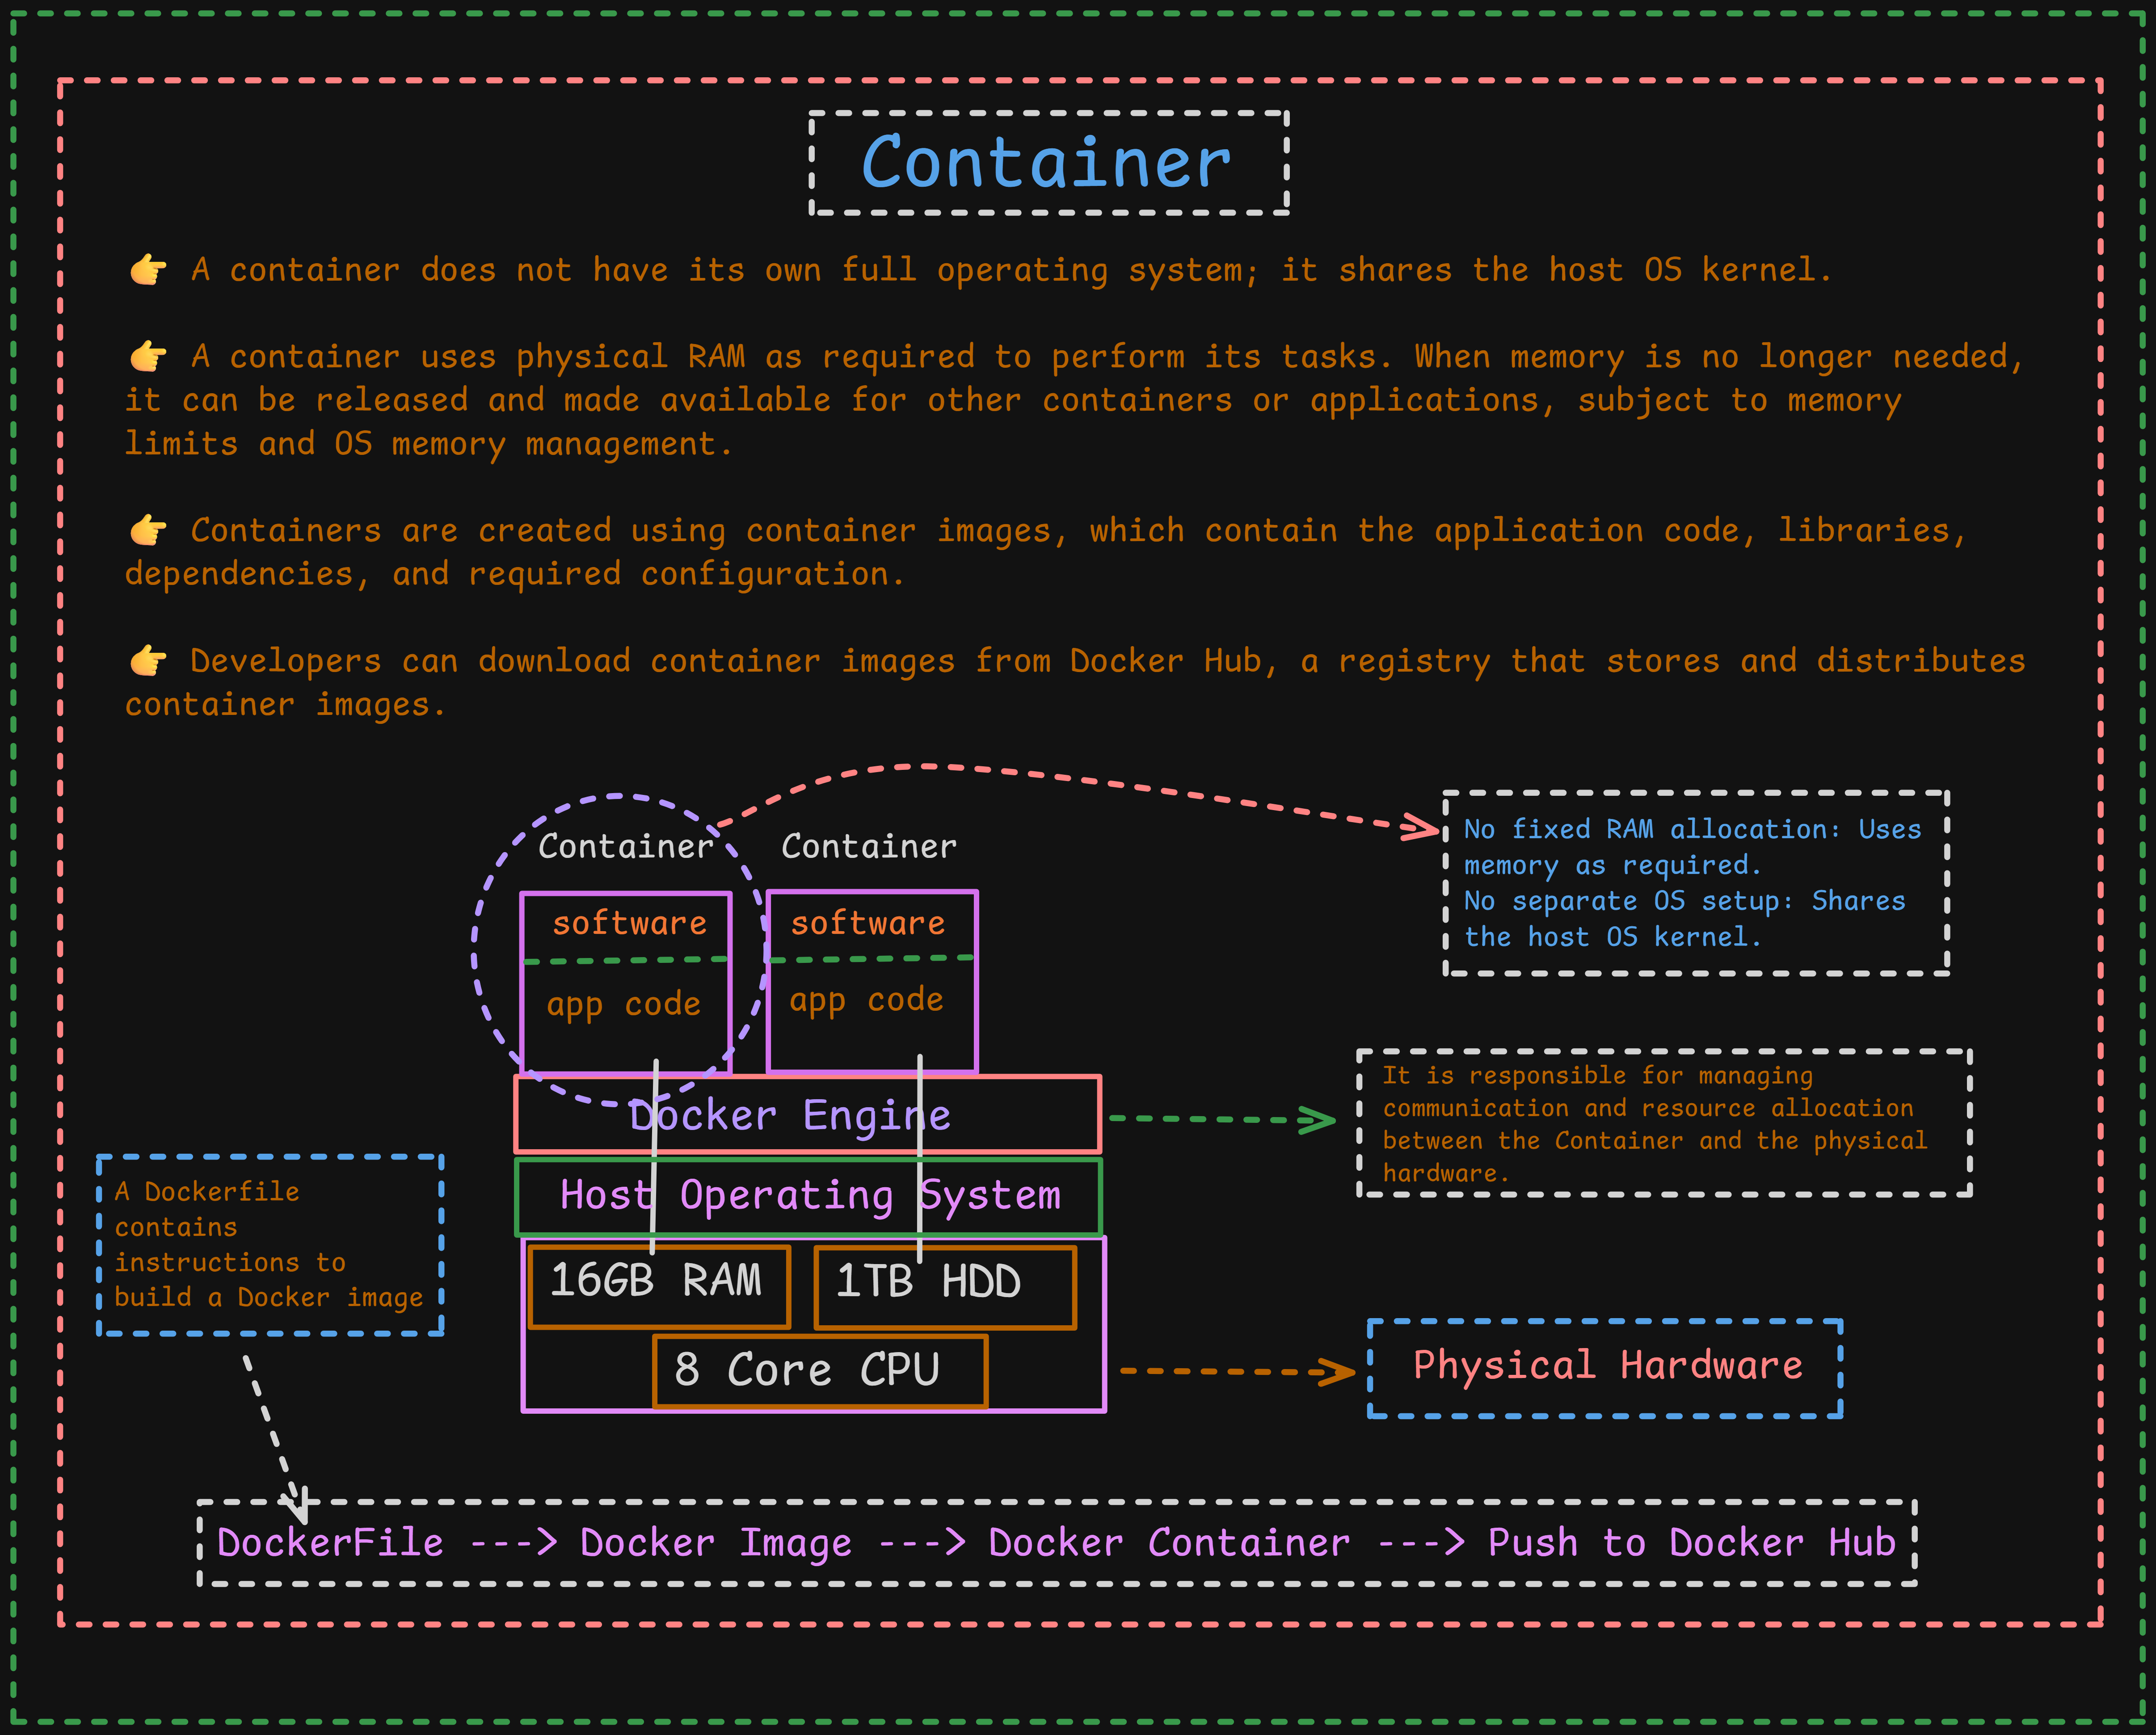 Container
👉 A container does not have its own full operating system; it shares the host OS kernel.
👉 A container uses physical RAM as required to perform its tasks. When memory is no longer needed,
it can be released and made available for other containers or applications, subject to memory
limits and OS memory management.
👉 Containers are created using container images, which contain the application code, libraries,
dependencies, and required configuration.
👉 Developers can download container images from Docker Hub, a registry that stores and distributes
container images.
Container
Container
software
app code
software
app code
No fixed RAM allocation: Uses
memory as required.
No separate OS setup: Shares
the host OS kernel.
Docker Engine
It is responsible for managing
communication and resource allocation
between the Container and the physical
hardware.
Host Operating System
A Dockerfile
contains
instructions to
build a Docker image
16GB RAM
1TB HDD
8 Core CPU
Physical Hardware
DockerFile ---> Docker Image ---> Docker Container ---> Push to Docker Hub